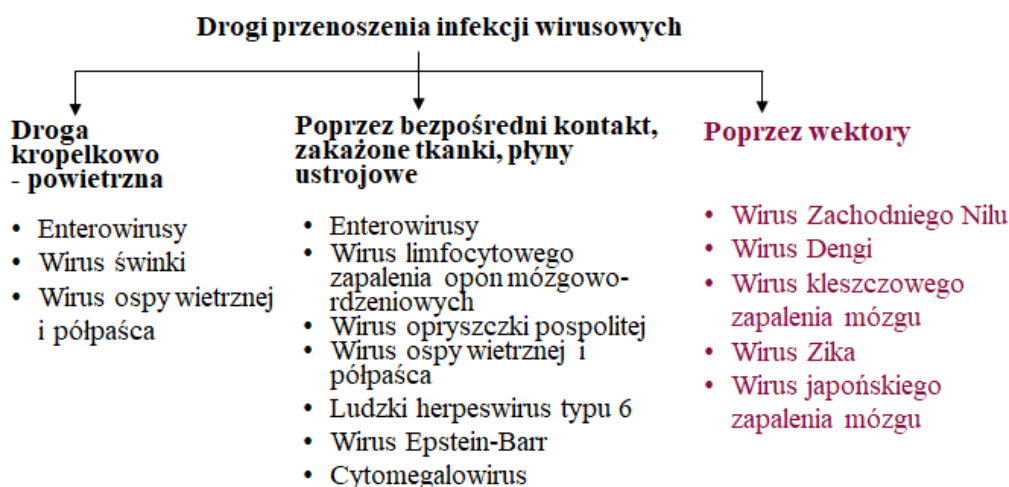 Drogi przenoszenia infekcji wirusowych
Droga
kropelkowo
- powietrzna
• Enterowirusy
• Wirus świnki
• Wirus ospy wietrznej
i półpaśca
Poprzez bezpośredni kontakt,
zakażone tkanki, płyny
ustrojowe
• Enterowirusy
• Wirus limfocytowego
zapalenia opon mózgowo-
rdzeniowych
• Wirus opryszczki pospolitej
• Wirus ospy wietrznej i
półpaśca
• Ludzki herpeswirus typu 6
• Wirus Epstein-Barr
• Cytomegalowirus
Poprzez wektory
• Wirus Zachodniego Nilu
• Wirus Dengi
• Wirus kleszczowego
zapalenia mózgu
• Wirus Zika
• Wirus japońskiego
zapalenia mózgu